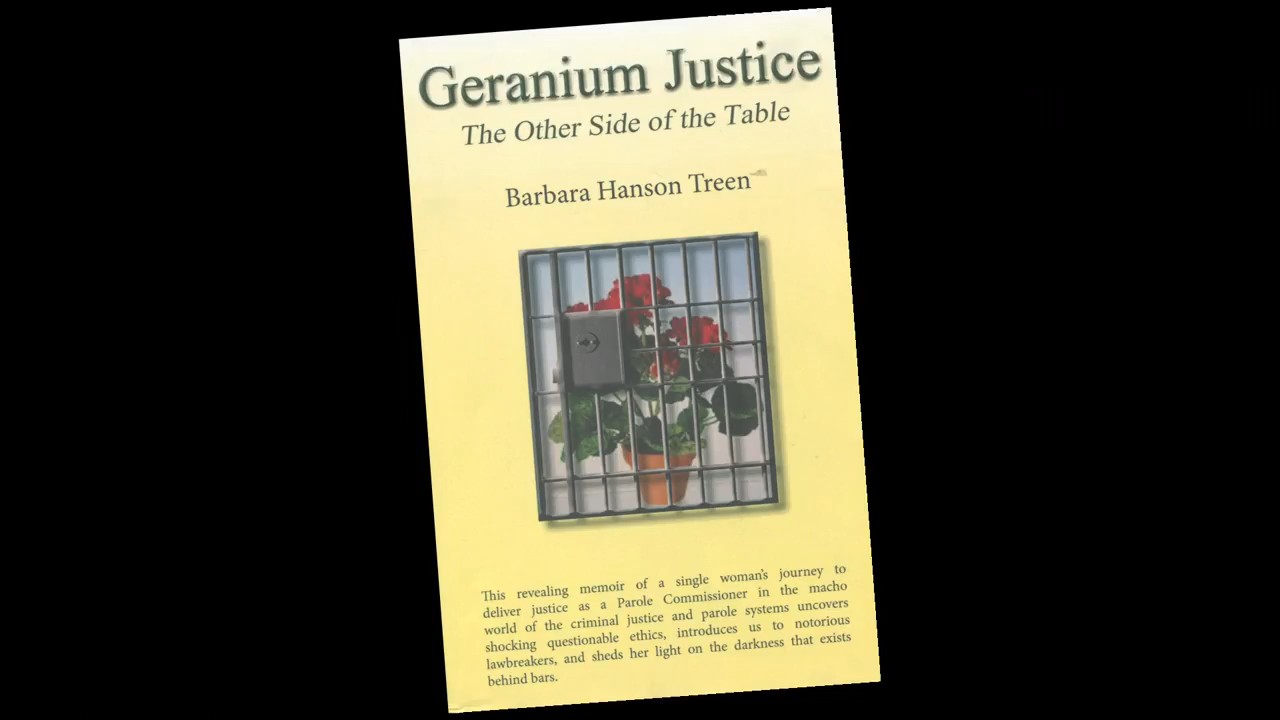 Geranium Justice
The Other Side of the Table
Barbara Hanson Treen
This revealing memoir of a single woman's journey to
deliver justice as a Parole Commissioner in the macho
world of the criminal justice and parole systems uncovers
shocking questionable ethics, introduces us to notorious
lawbreakers, and sheds her light on the darkness that exists
behind bars.